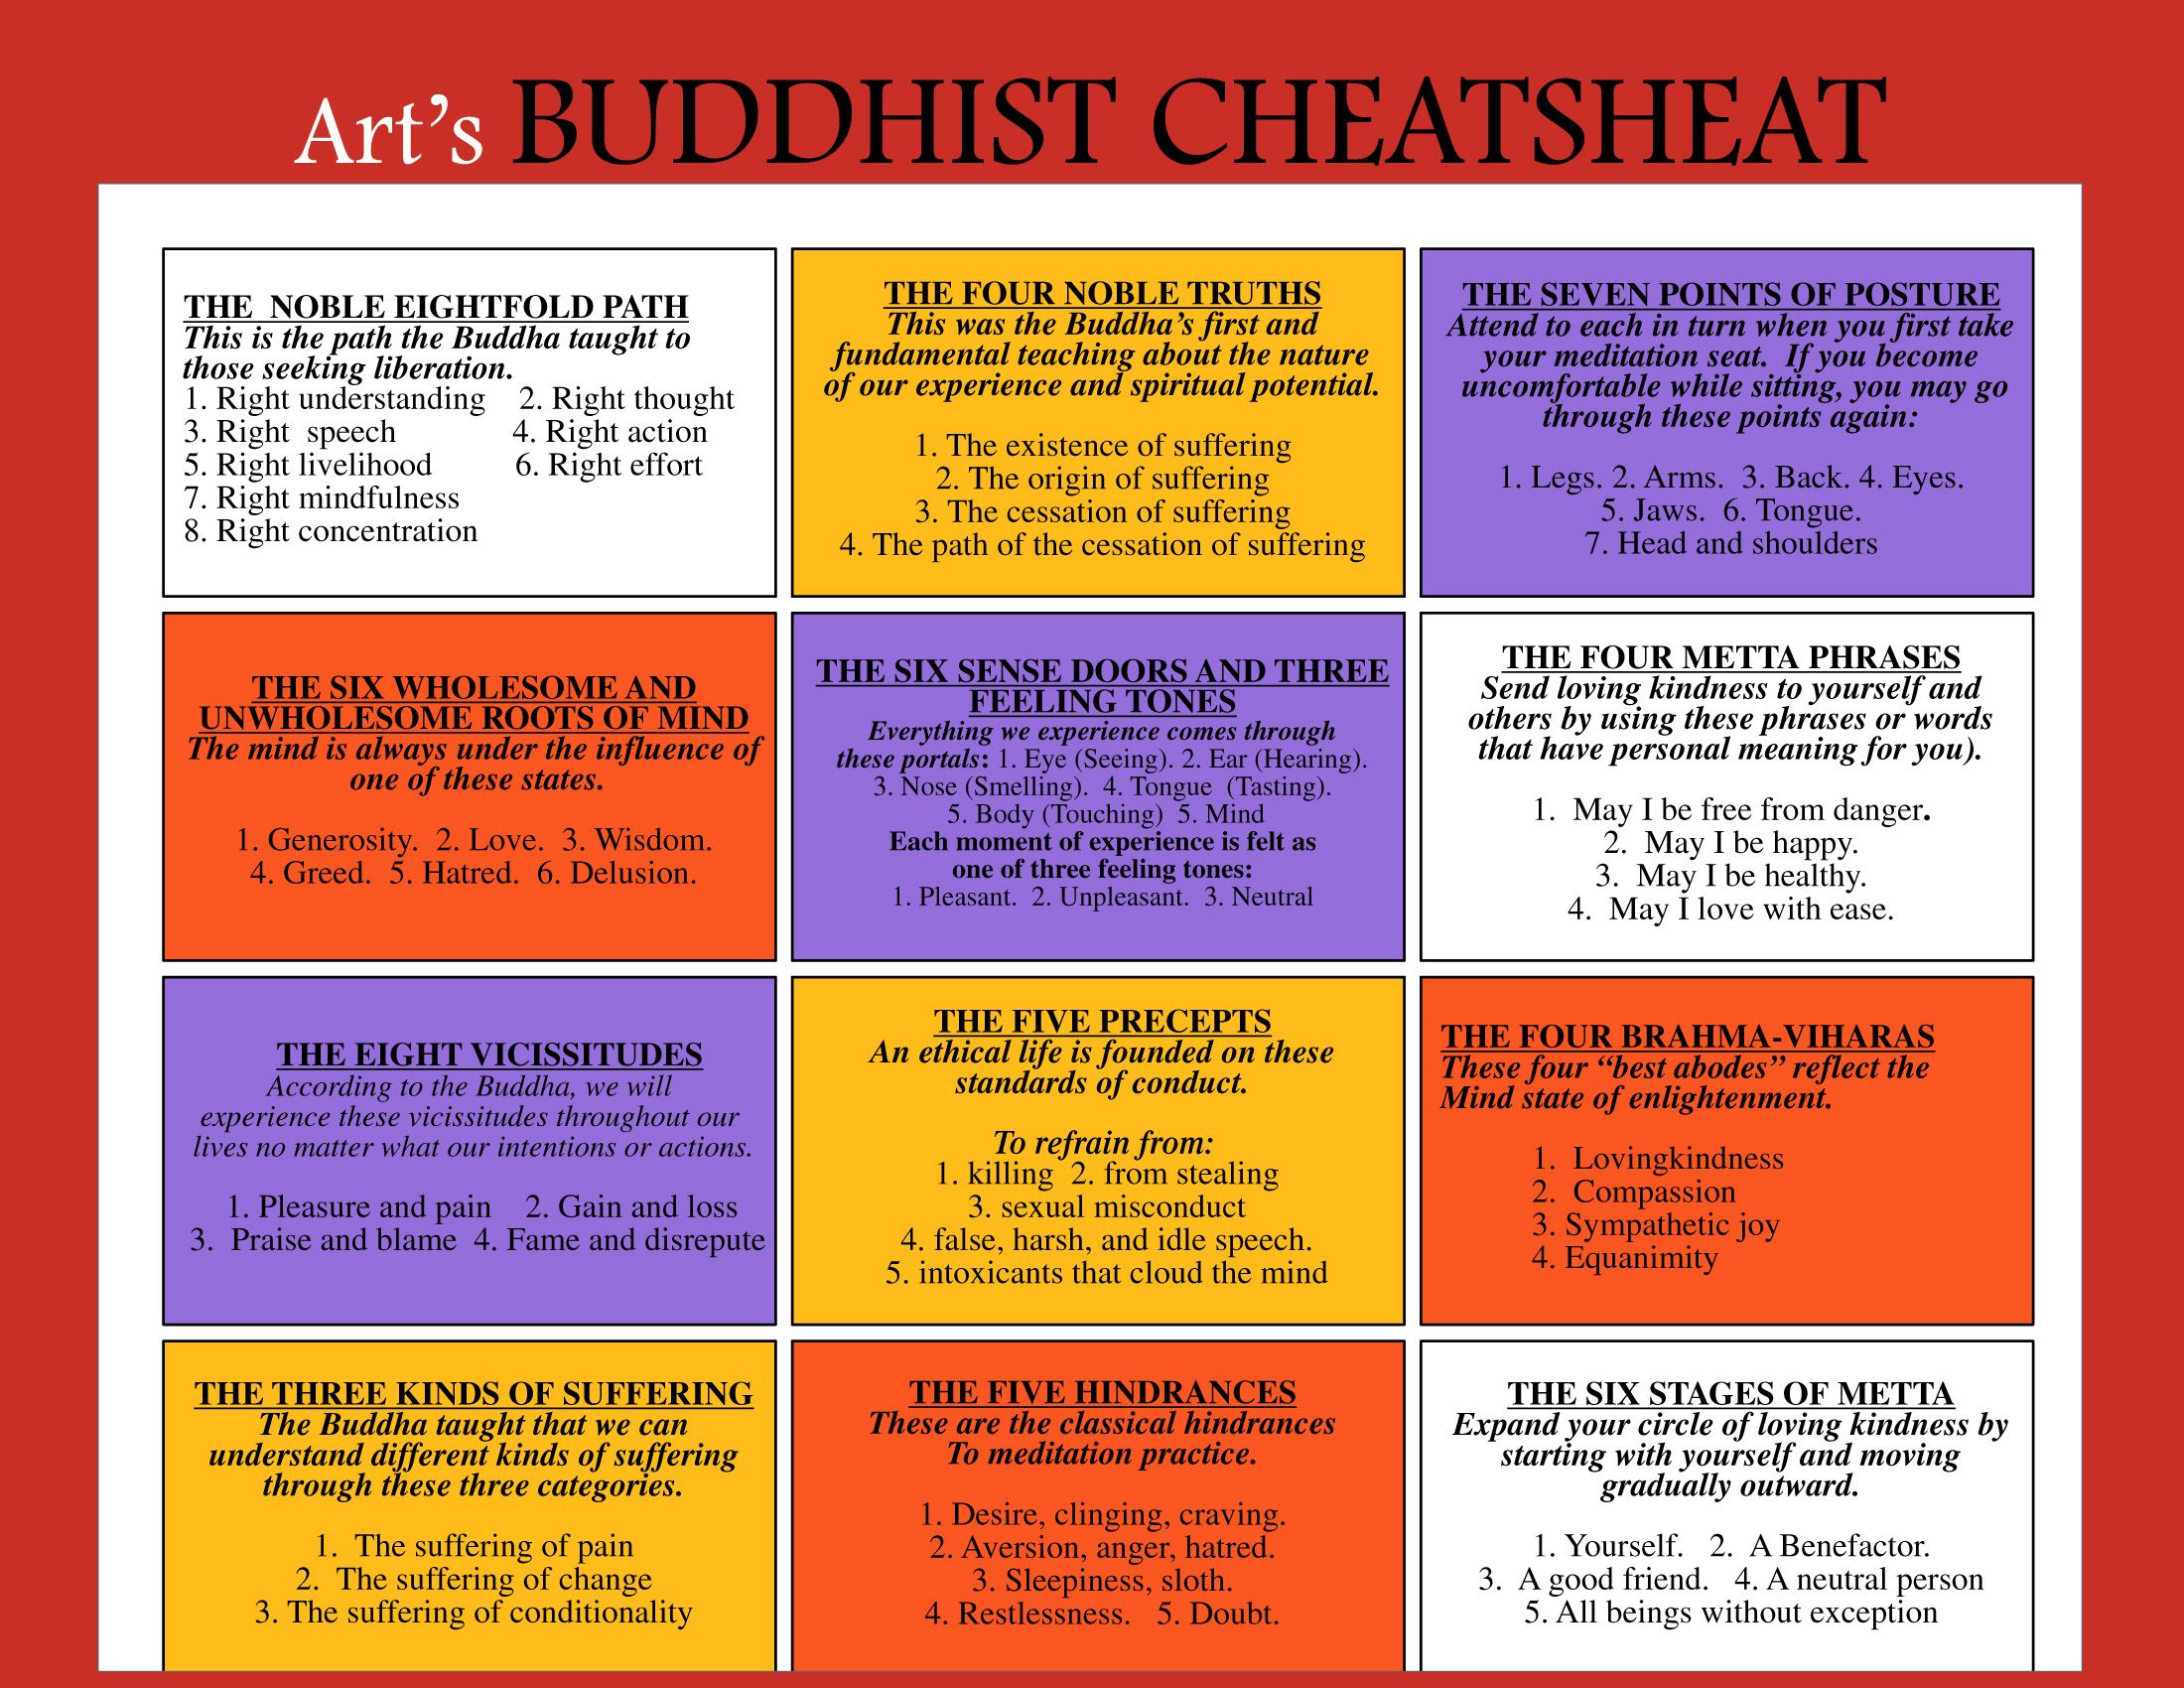 Art's BUDDHIST CHEATSHEAT
THE NOBLE EIGHTFOLD PATH
This is the path the Buddha taught to
those seeking liberation.
1. Right understanding 2. Right thought
3. Right speech 4. Right action
5. Right livelihood 6. Right effort
7. Right mindfulness
8. Right concentration
THE FOUR NOBLE TRUTHS
This was the Buddha's first and
fundamental teaching about the nature
of our experience and spiritual potential.
1. The existence of suffering
2. The origin of suffering
3. The cessation of suffering
4. The path of the cessation of suffering
THE SEVEN POINTS OF POSTURE
Attend to each in turn when you first take
your meditation seat. If you become
uncomfortable while sitting, you may go
through these points again:
1. Legs. 2. Arms. 3. Back. 4. Eyes.
5. Jaws. 6. Tongue.
7. Head and shoulders
THE SIX WHOLESOME AND
UNWHOLESOME ROOTS OF MIND
The mind is always under the influence of
one of these states.
1. Generosity. 2. Love. 3. Wisdom.
4. Greed. 5. Hatred. 6. Delusion.
THE SIX SENSE DOORS AND THREE
FEELING TONES
Everything we experience comes through
these portals: 1. Eye (Seeing). 2. Ear (Hearing).
3. Nose (Smelling). 4. Tongue (Tasting).
5. Body (Touching) 5. Mind
Each moment of experience is felt as
one of three feeling tones:
1. Pleasant. 2. Unpleasant. 3. Neutral
THE FOUR METTA PHRASES
Send loving kindness to yourself and
others by using these phrases or words
that have personal meaning for you).
1. May I be free from danger.
2. May I be happy.
3. May I be healthy.
4. May I love with ease.
THE EIGHT VICISSITUDES
According to the Buddha, we will
experience these vicissitudes throughout our
lives no matter what our intentions or actions.
1. Pleasure and pain 2. Gain and loss
3. Praise and blame 4. Fame and disrepute
THE FIVE PRECEPTS
An ethical life is founded on these
standards of conduct.
To refrain from:
1. killing 2. from stealing
3. sexual misconduct
4. false, harsh, and idle speech.
5. intoxicants that cloud the mind
THE FOUR BRAHMA-VIHARAS
These four “best abodes” reflect the
Mind state of enlightenment.
1. Lovingkindness
2. Compassion
3. Sympathetic joy
4. Equanimity
THE THREE KINDS OF SUFFERING
The Buddha taught that we can
understand different kinds of suffering
through these three categories.
1. The suffering of pain
2. The suffering of change
3. The suffering of conditionality
THE FIVE HINDRANCES
These are the classical hindrances
To meditation practice.
1. Desire, clinging, craving.
2. Aversion, anger, hatred.
3. Sleepiness, sloth.
4. Restlessness. 5. Doubt.
THE SIX STAGES OF METTA
Expand your circle of loving kindness by
starting with yourself and moving
gradually outward.
1. Yourself. 2. A Benefactor.
3. A good friend. 4. A neutral person
5. All beings without exception